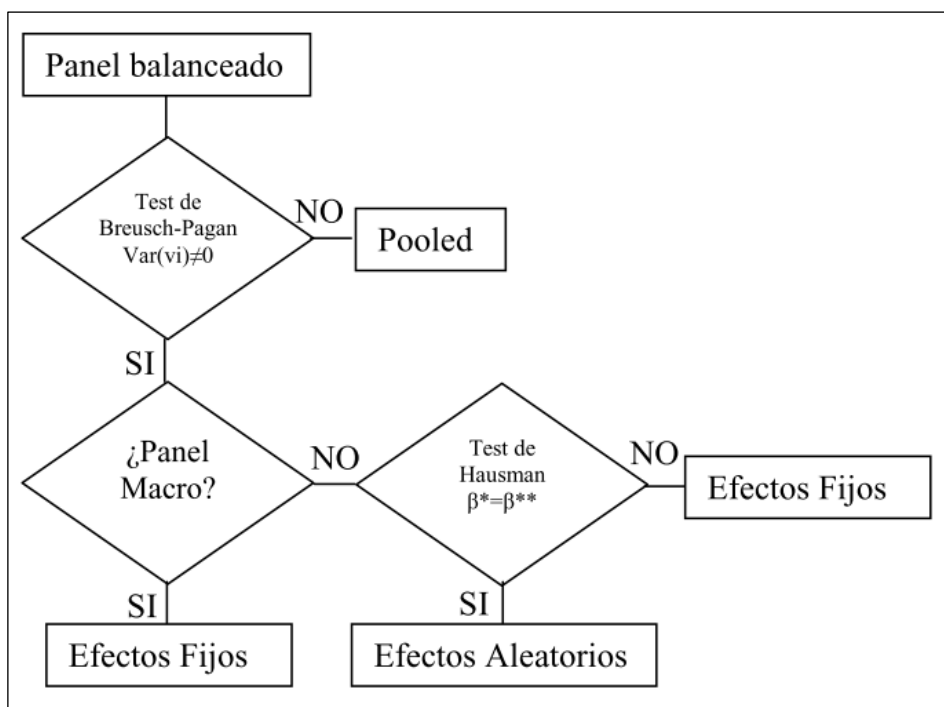 Panel balanceado
Test de
Breusch-Pagan
Var(vi)≠0
NO
Pooled
SI
¿Panel
Macro?
NO
Test de
Hausman
β*=β**
NO
Efectos Fijos
SI
Efectos Fijos
SI
Efectos Aleatorios